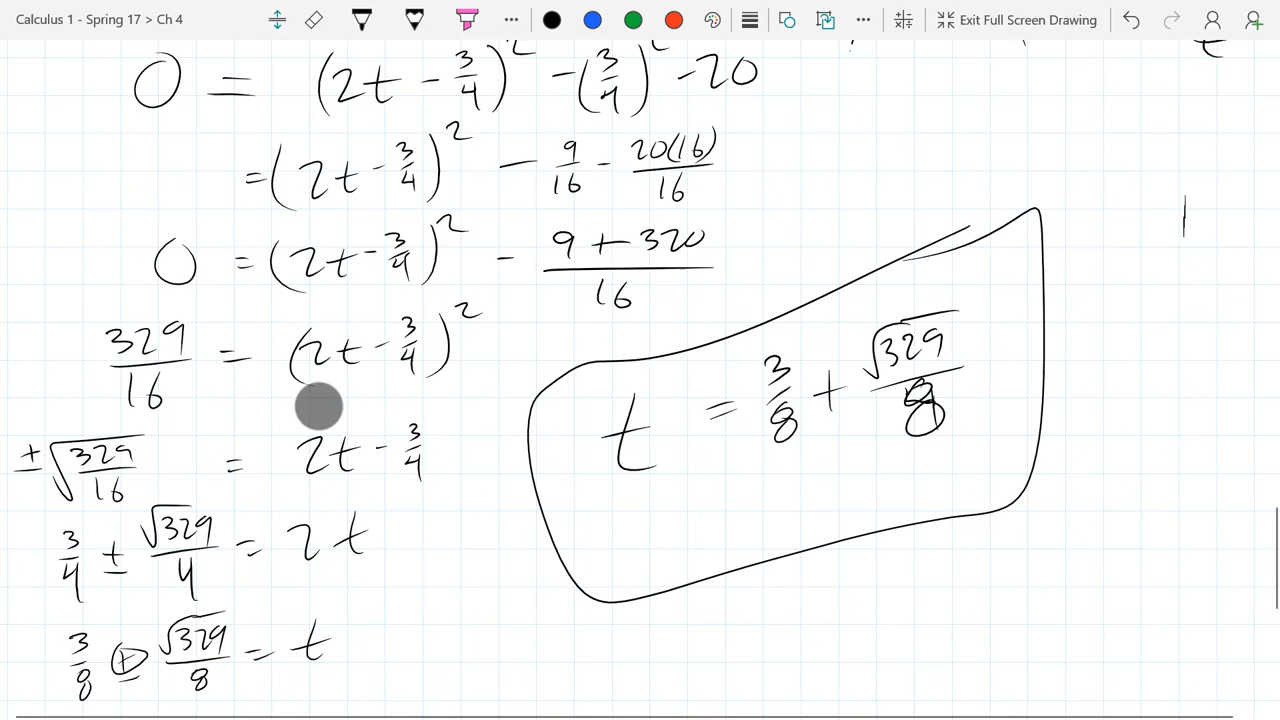 Calculus 1 - Spring 17 > Ch 4
Exit Full Screen Drawing
0 = (2t - 3/4)^2 - (3/4)^2 - 20
= (2t - 3/4)^2 - 9/16 - 20(16)/16
0 = (2t - 3/4)^2 - (9 + 320)/16
329/16 = (2t - 3/4)^2
± √(329/16) = 2t - 3/4
3/4 ± √329/4 = 2t
3/8 ± √329/8 = t
t = 3/8 + √329/8